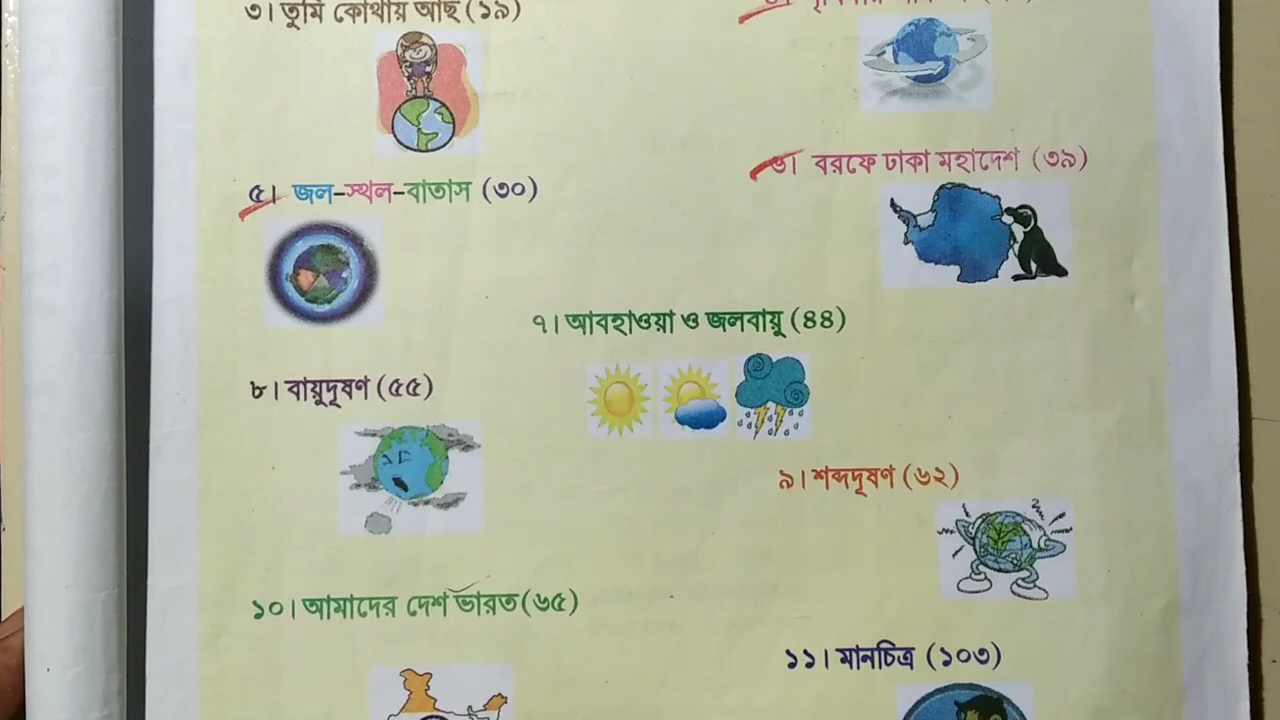 ৩। তুমি কোথায় আছ (১৯)
৫। জল-স্থল-বাতাস (৩০)
৬। বরফে ঢাকা মহাদেশ (৩৯)
৭। আবহাওয়া ও জলবায়ু (৪৪)
৮। বায়ুদূষণ (৫৫)
৯। শব্দদূষণ (৬২)
১০। আমাদের দেশ ভারত (৬৫)
১১। মানচিত্র (১০৩)